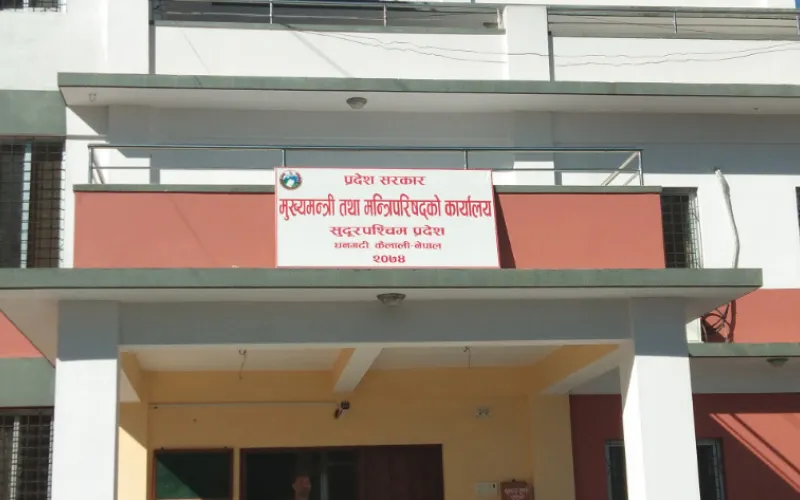 प्रदेश सरकार
मुख्यमन्त्री तथा मन्त्रिपरिषद्को कार्यालय
सुदूरपश्चिम प्रदेश
धनगढी, कैलाली-नेपाल
२०७४